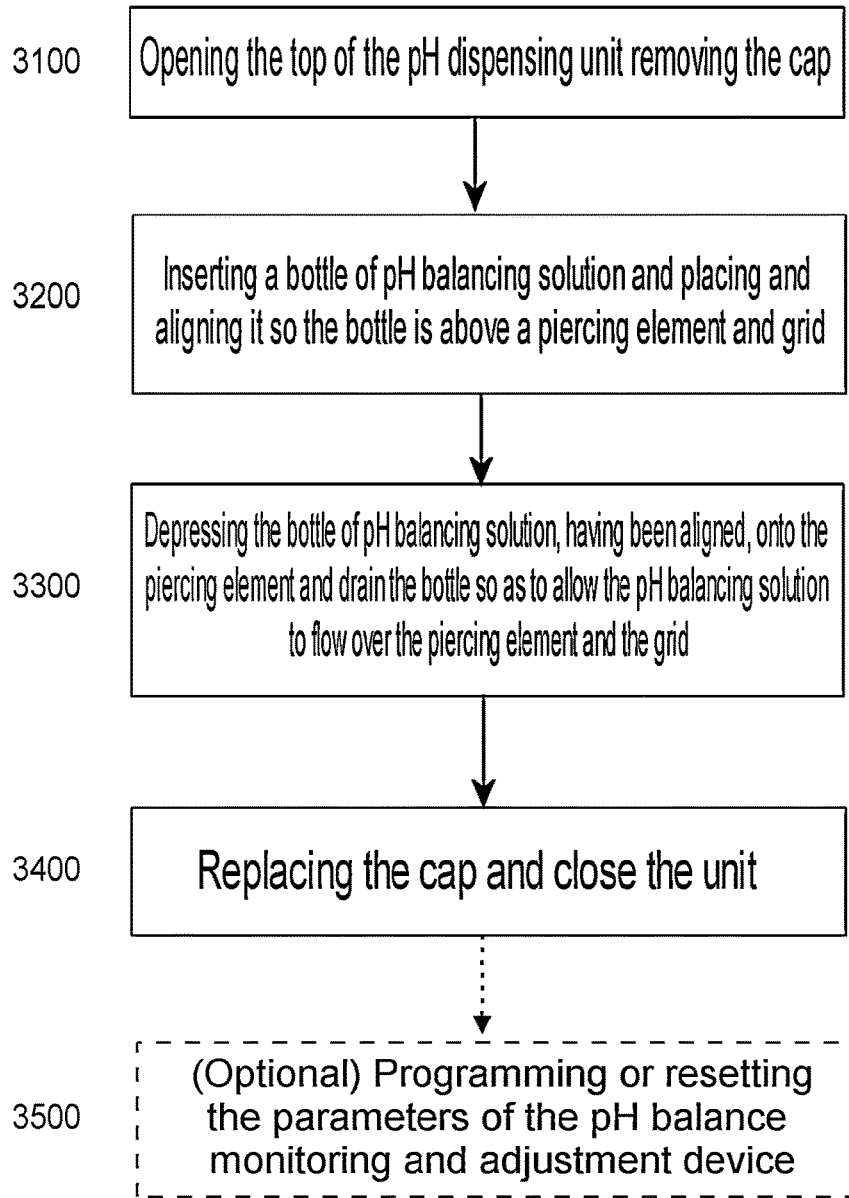 3100
Opening the top of the pH dispensing unit removing the cap
3200
Inserting a bottle of pH balancing solution and placing and
aligning it so the bottle is above a piercing element and grid
3300
Depressing the bottle of pH balancing solution, having been aligned, onto the
piercing element and drain the bottle so as to allow the pH balancing solution
to flow over the piercing element and the grid
3400
Replacing the cap and close the unit
3500
(Optional) Programming or resetting
the parameters of the pH balance
monitoring and adjustment device